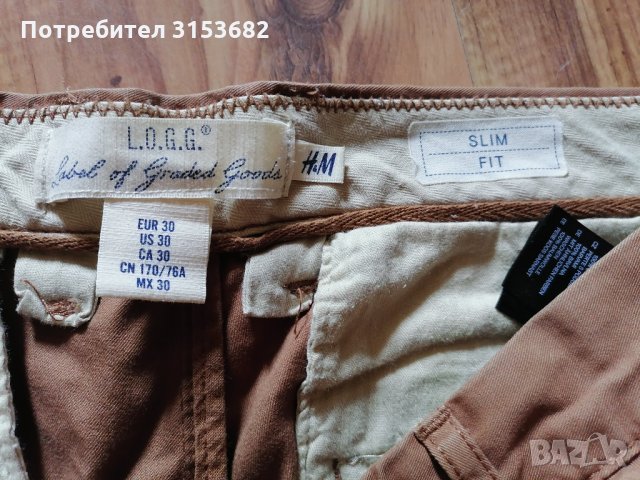 Потребител 3153682
L.O.G.G.®
Label of Graded Goods
H&M
SLIM
FIT
EUR 30
US 30
CA 30
CN 170/76A
MX 30
BAZAR